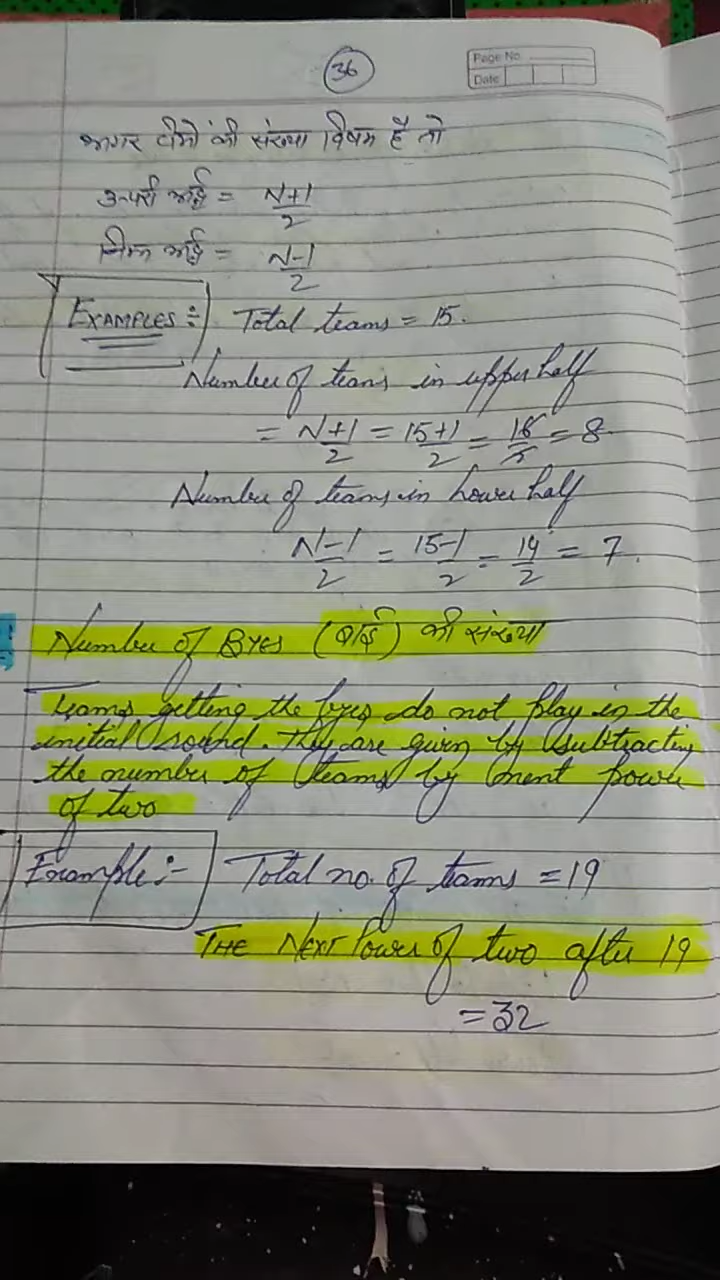 36
Page No
Date
अगर टीमों की संख्या विषम है तो
उपरी अर्द्ध = N+1/2
निम्न अर्द्ध = N-1/2
EXAMPLES :- Total teams = 15.
Number of teams in upper half
= N+1/2 = 15+1/2 = 16/2 = 8
Number of teams in lower half
N-1/2 = 15-1/2 = 14/2 = 7.
Number of BYES (बाई) की संख्या
Teams getting the byes do not play in the
initial round. They are given by subtracting
the number of teams by next power
of two
Example :- Total no. of teams = 19
THE NEXT Power of two after 19
= 32